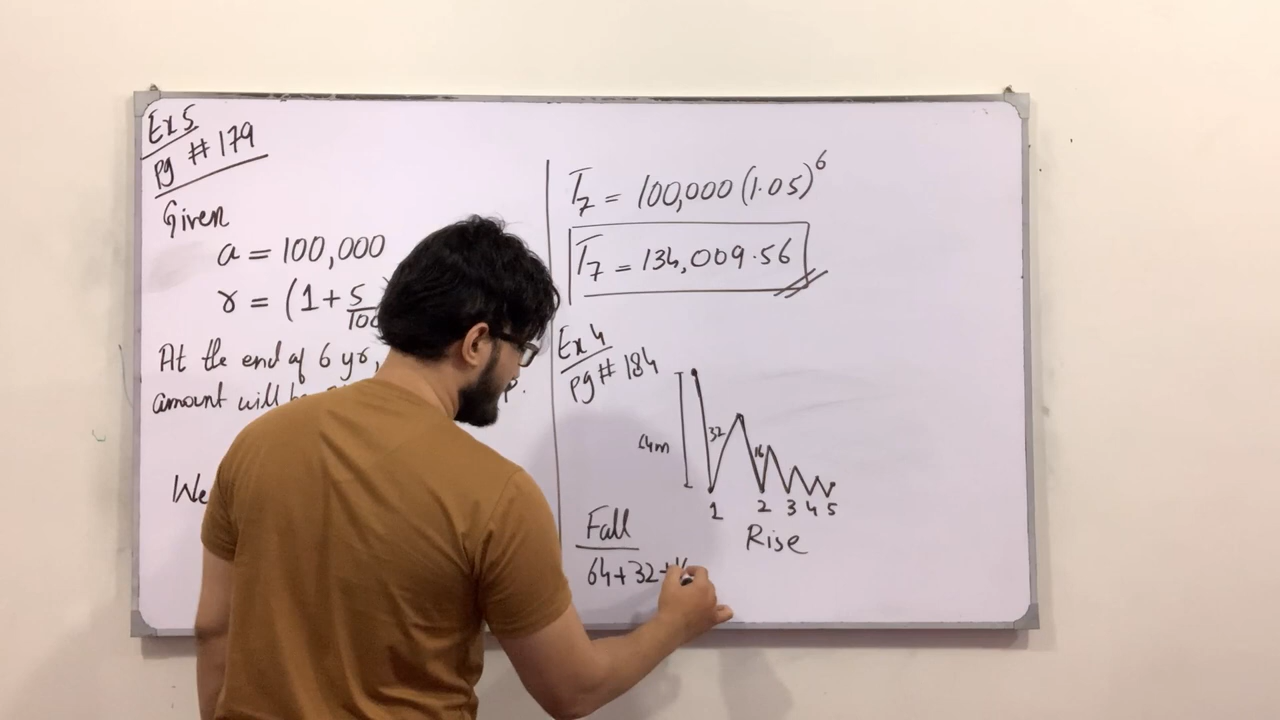 Ex 5
pg # 179
Given
a = 100,000
r = (1 + 5/100
At the end of 6 yr,
amount will
We
T7 = 100,000 (1.05)^6
T7 = 134,009.56
Ex 4
pg # 184
64m
32
16
1 2 3 4 5
Rise
Fall
64+32+